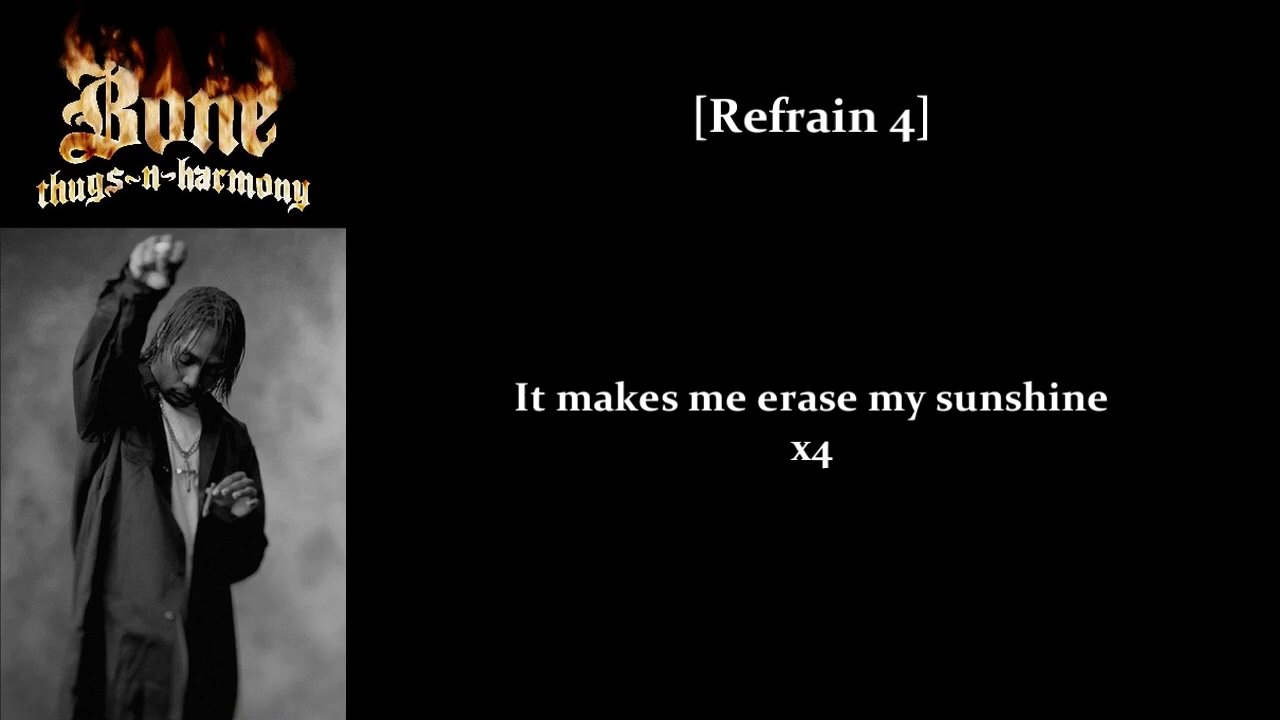 Bone
thugs~n~harmony
[Refrain 4]
It makes me erase my sunshine
x4